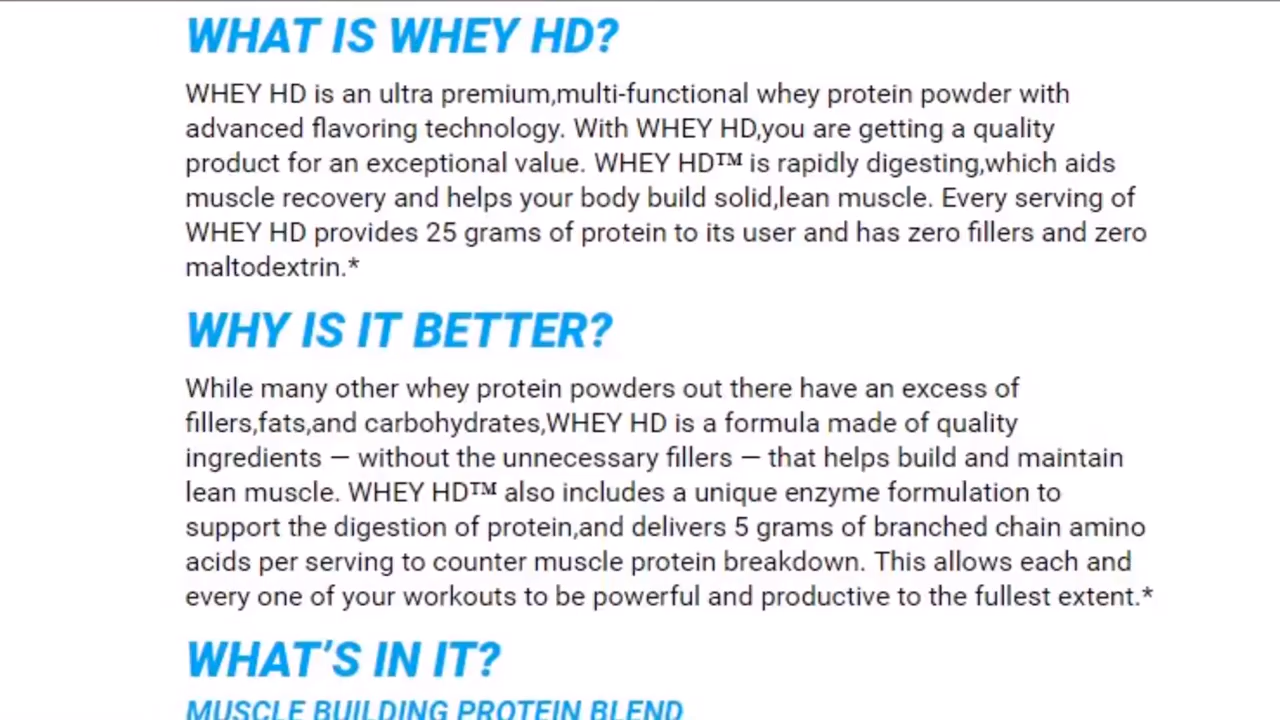 WHAT IS WHEY HD?
WHEY HD is an ultra premium,multi-functional whey protein powder with
advanced flavoring technology. With WHEY HD,you are getting a quality
product for an exceptional value. WHEY HD™ is rapidly digesting,which aids
muscle recovery and helps your body build solid,lean muscle. Every serving of
WHEY HD provides 25 grams of protein to its user and has zero fillers and zero
maltodextrin.*
WHY IS IT BETTER?
While many other whey protein powders out there have an excess of
fillers,fats,and carbohydrates,WHEY HD is a formula made of quality
ingredients — without the unnecessary fillers — that helps build and maintain
lean muscle. WHEY HD™ also includes a unique enzyme formulation to
support the digestion of protein,and delivers 5 grams of branched chain amino
acids per serving to counter muscle protein breakdown. This allows each and
every one of your workouts to be powerful and productive to the fullest extent.*
WHAT’S IN IT?
MUSCLE BUILDING PROTEIN BLEND